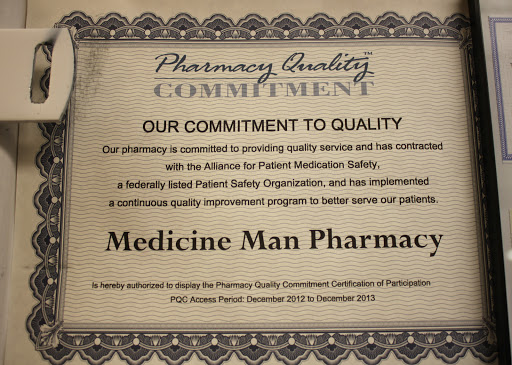 Pharmacy Quality™
COMMITMENT
OUR COMMITMENT TO QUALITY
Our pharmacy is committed to providing quality service and has contracted
with the Alliance for Patient Medication Safety,
a federally listed Patient Safety Organization, and has implemented
a continuous quality improvement program to better serve our patients.
Medicine Man Pharmacy
Is hereby authorized to display the Pharmacy Quality Commitment Certification of Participation
PQC Access Period: December 2012 to December 2013